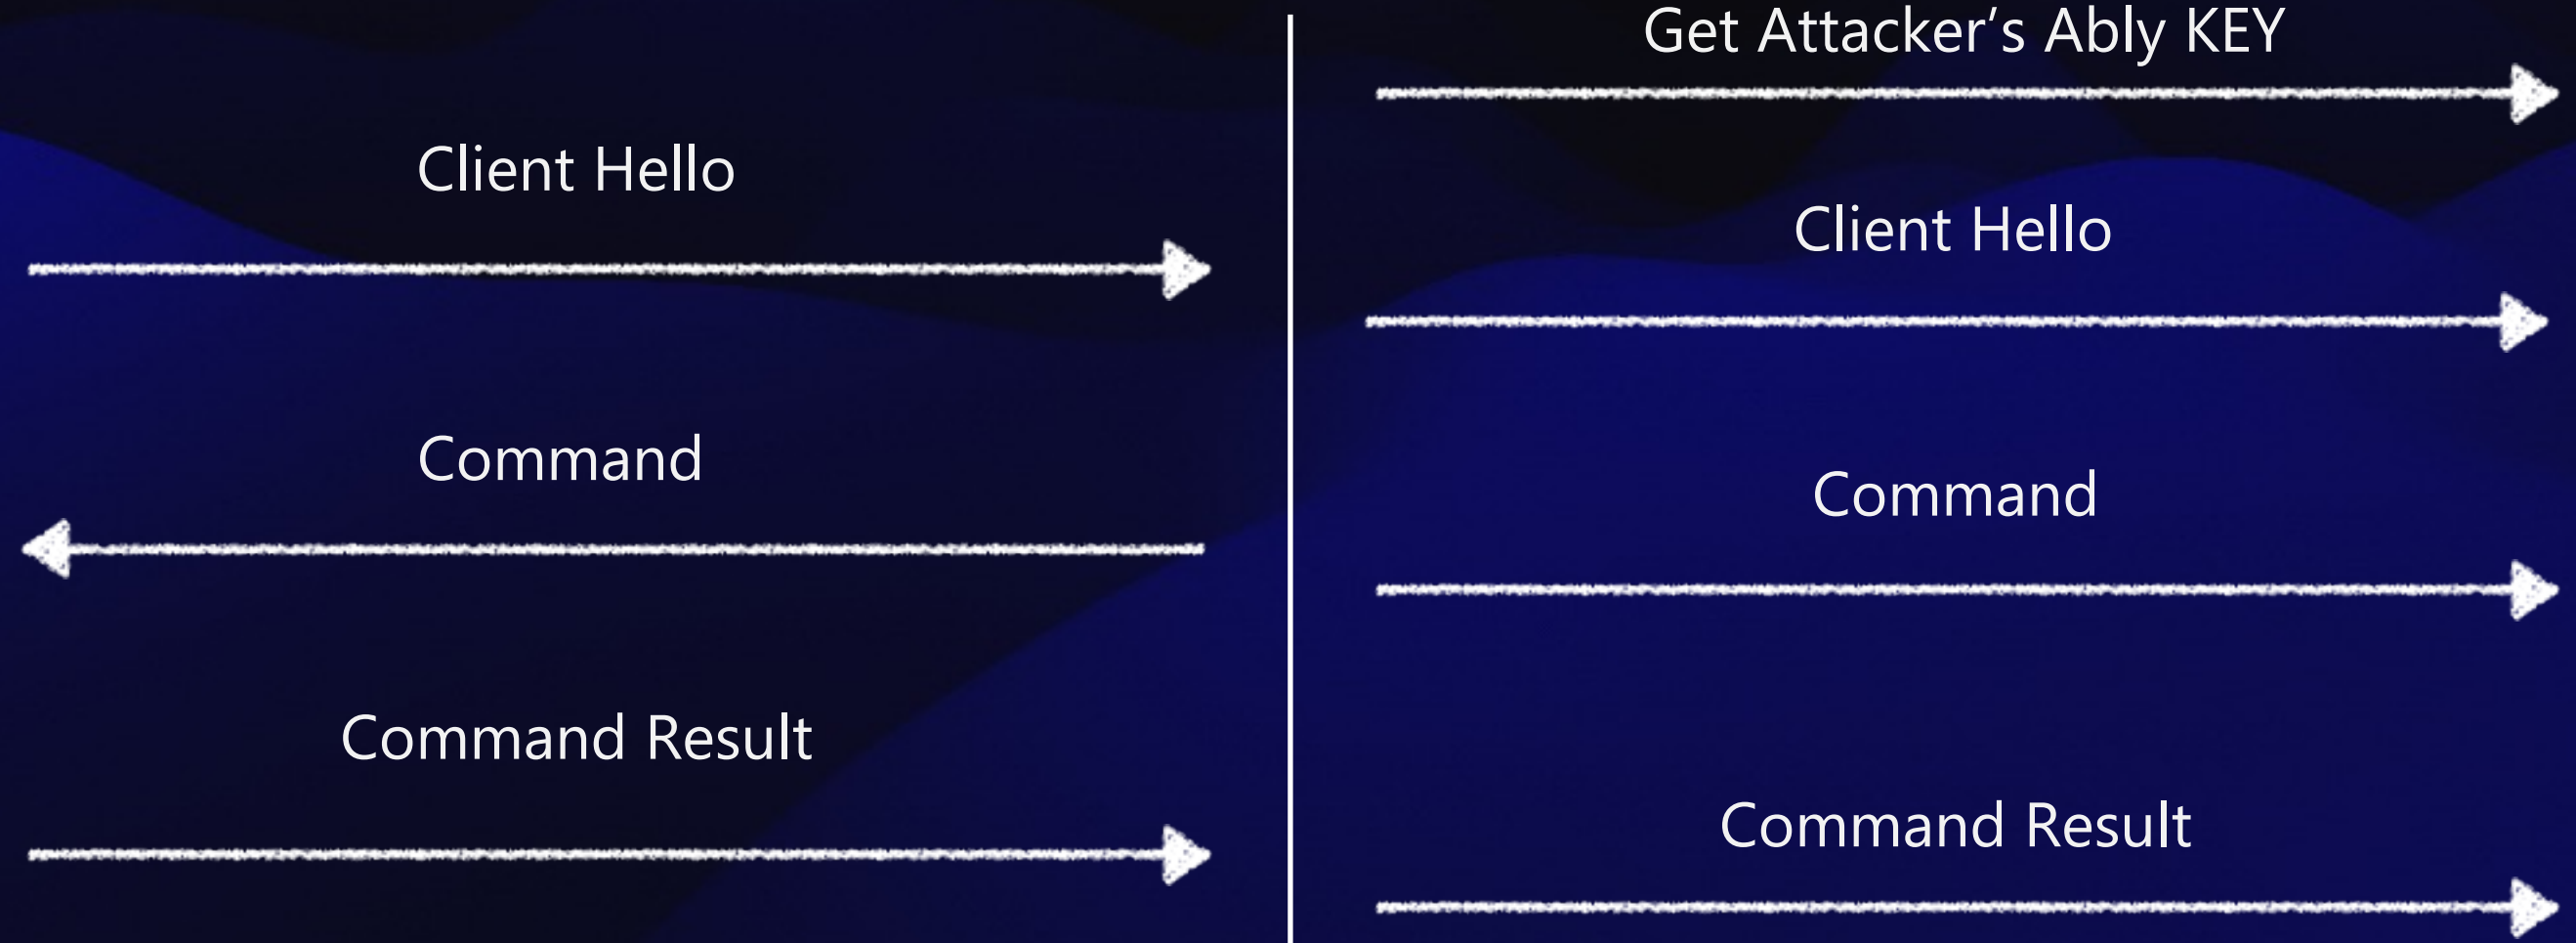 Client Hello
Command
Command Result
Get Attacker’s Ably KEY
Client Hello
Command
Command Result